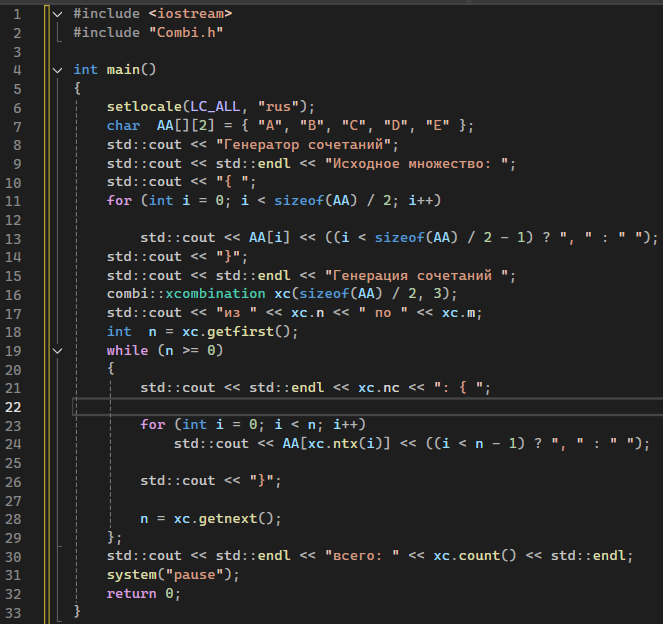 1 #include <iostream>
2 #include "Combi.h"
3
4 int main()
5 {
6 setlocale(LC_ALL, "rus");
7 char  AA[][2] = { "A", "B", "C", "D", "E" };
8 std::cout << "Генератор сочетаний";
9 std::cout << std::endl << "Исходное множество: ";
10 std::cout << "{ ";
11 for (int i = 0; i < sizeof(AA) / 2; i++)
12
13 std::cout << AA[i] << ((i < sizeof(AA) / 2 - 1) ? ", " : " ");
14 std::cout << "}";
15 std::cout << std::endl << "Генерация сочетаний ";
16 combi::xcombination xc(sizeof(AA) / 2, 3);
17 std::cout << "из " << xc.n << " по " << xc.m;
18 int  n = xc.getfirst();
19 while (n >= 0)
20 {
21 std::cout << std::endl << xc.nc << ": { ";
22
23 for (int i = 0; i < n; i++)
24 std::cout << AA[xc.ntx(i)] << ((i < n - 1) ? ", " : " ");
25
26 std::cout << "}";
27
28 n = xc.getnext();
29 };
30 std::cout << std::endl << "всего: " << xc.count() << std::endl;
31 system("pause");
32 return 0;
33 }